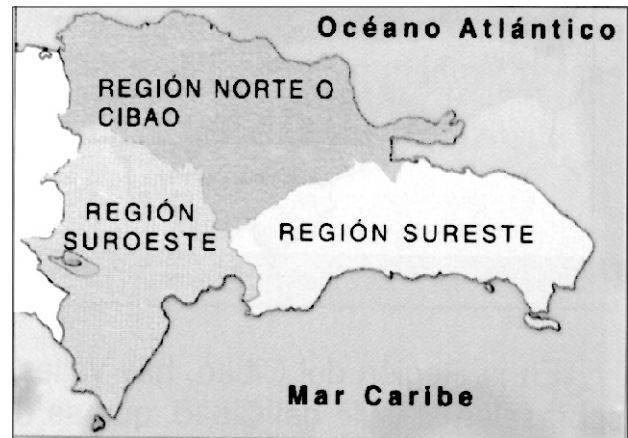 Océano Atlántico
REGIÓN NORTE O
CIBAO
REGIÓN
SUROESTE
REGIÓN SURESTE
Mar Caribe